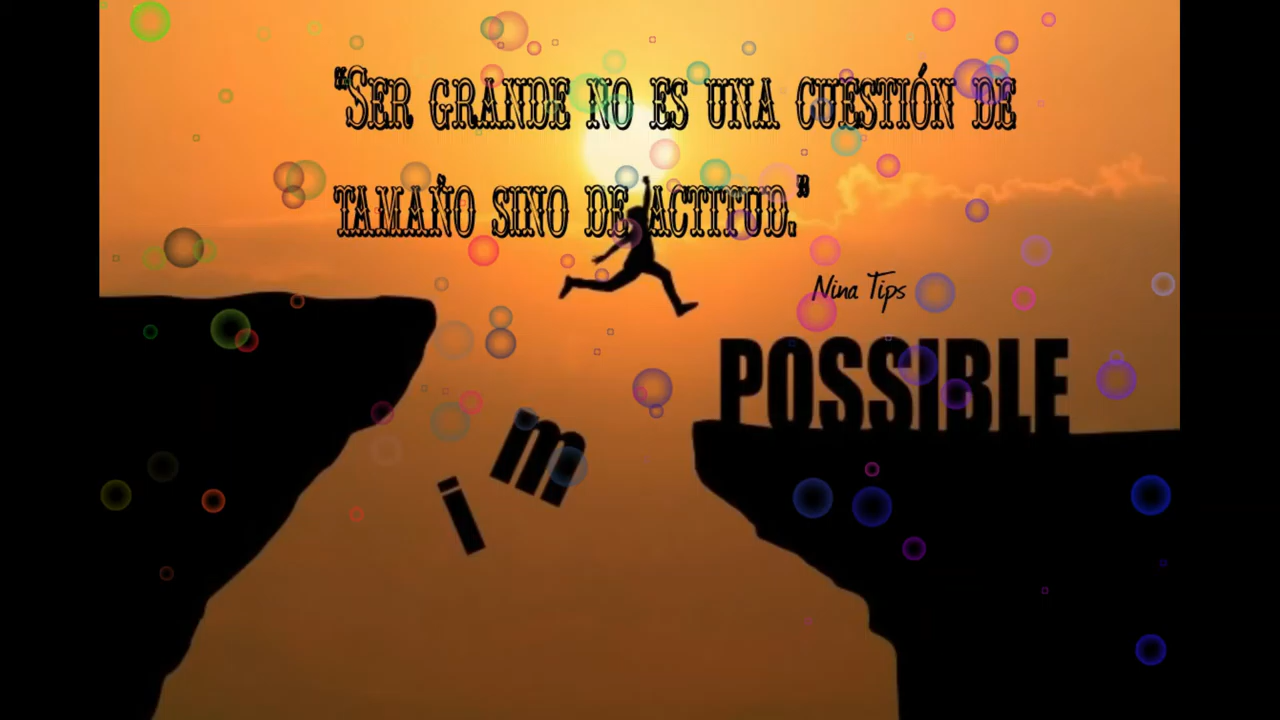 “SER GRANDE NO ES UNA CUESTIÓN DE
TAMAÑO SINO DE ACTITUD.”
Nina Tips
POSSIBLE
im